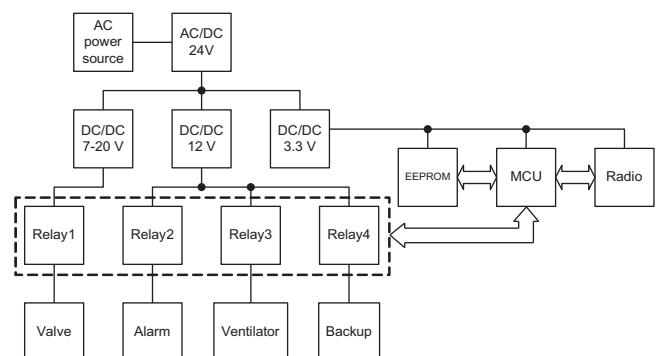 AC
power
source
AC/DC
24V
DC/DC
7-20 V
DC/DC
12 V
DC/DC
3.3 V
EEPROM
MCU
Radio
Relay1
Relay2
Relay3
Relay4
Valve
Alarm
Ventilator
Backup